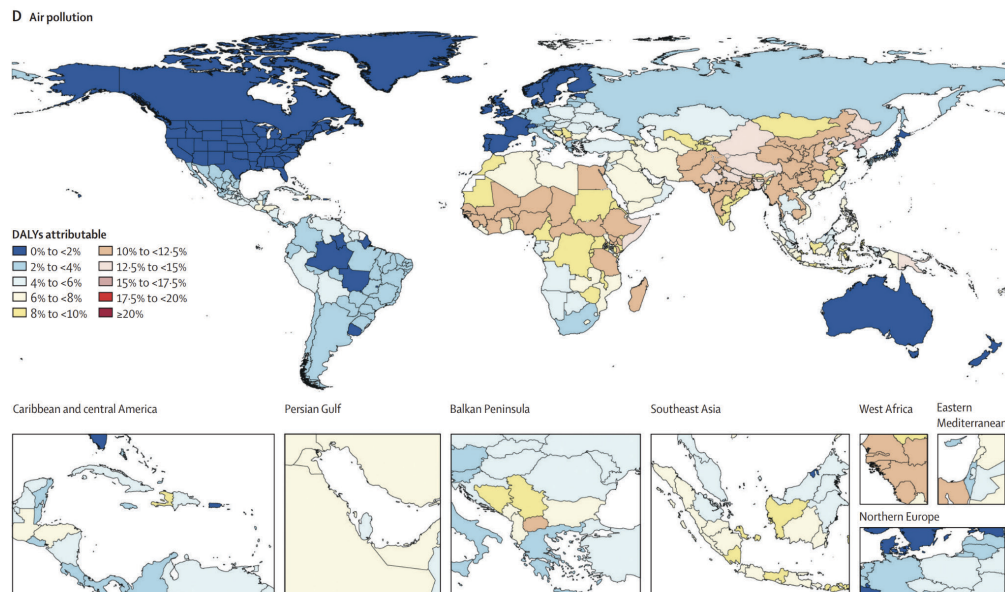 D Air pollution
DALYs attributable
0% to <2%
2% to <4%
4% to <6%
6% to <8%
8% to <10%
10% to <12·5%
12·5% to <15%
15% to <17·5%
17·5% to <20%
≥20%
Caribbean and central America
Persian Gulf
Balkan Peninsula
Southeast Asia
West Africa
Eastern
Mediterranean
Northern Europe